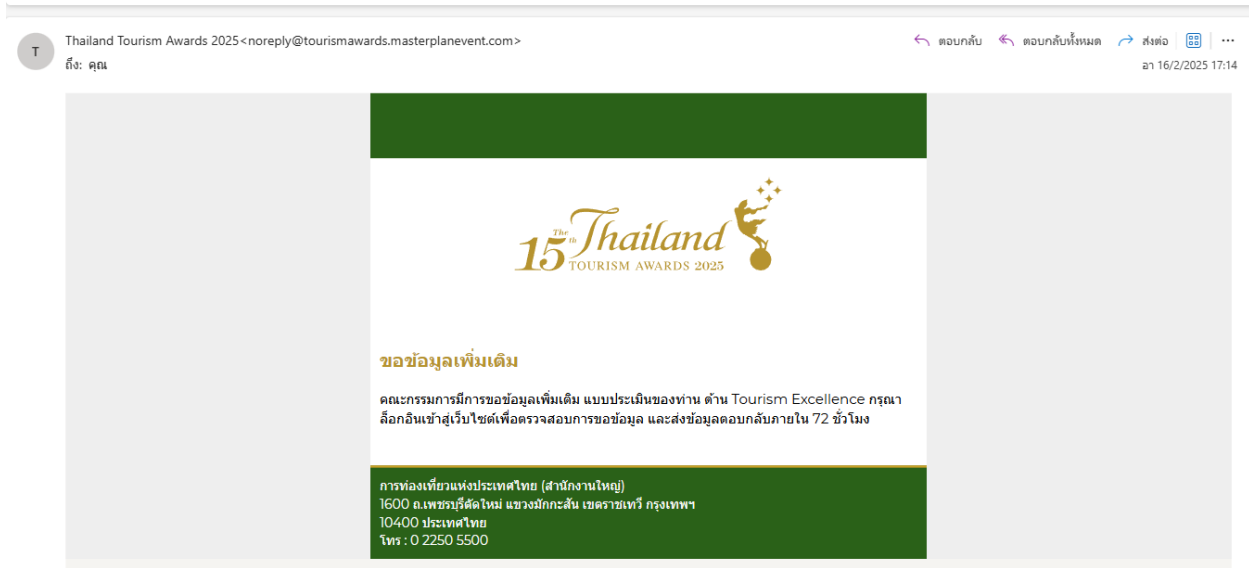 Thailand Tourism Awards 2025<noreply@tourismawards.masterplanevent.com>
ตอบกลับ ตอบกลับทั้งหมด ส่งต่อ
T
ถึง: คุณ
อา 16/2/2025 17:14
The 15th Thailand
TOURISM AWARDS 2025
ขอข้อมูลเพิ่มเติม
คณะกรรมการมีการขอข้อมูลเพิ่มเติม แบบประเมินของท่าน ด้าน Tourism Excellence กรุณา
ล็อกอินเข้าสู่เว็บไซต์เพื่อตรวจสอบการขอข้อมูล และส่งข้อมูลตอบกลับภายใน 72 ชั่วโมง
การท่องเที่ยวแห่งประเทศไทย (สำนักงานใหญ่)
1600 ถ.เพชรบุรีตัดใหม่ แขวงมักกะสัน เขตราชเทวี กรุงเทพฯ
10400 ประเทศไทย
โทร : 0 2250 5500